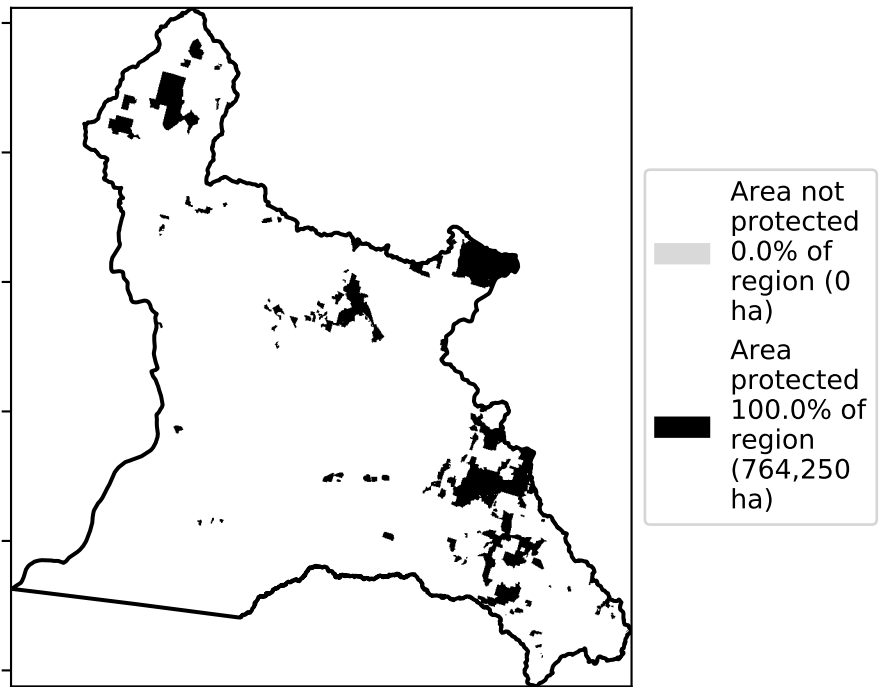 Area not
protected
0.0% of
region (0
ha)
Area
protected
100.0% of
region
(764,250
ha)